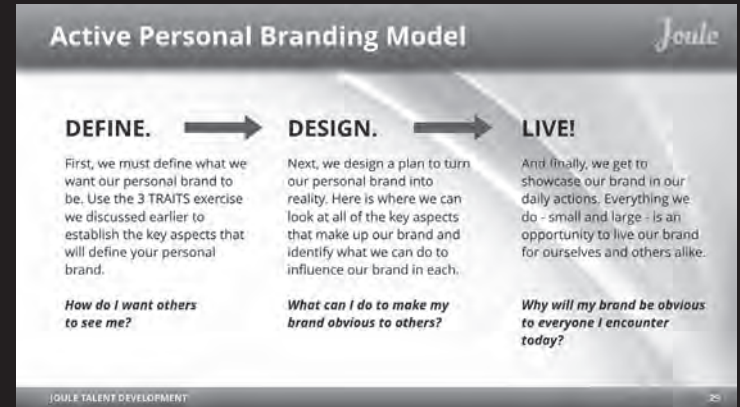 Active Personal Branding Model
Joule
DEFINE.
First, we must define what we
want our personal brand to
be. Use the 3 TRAITS exercise
we discussed earlier to
establish the key aspects that
will define your personal
brand.
How do I want others
to see me?
DESIGN.
Next, we design a plan to turn
our personal brand into
reality. Here is where we can
look at all of the key aspects
that make up our brand and
identify what we can do to
influence our brand in each.
What can I do to make my
brand obvious to others?
LIVE!
And finally, we get to
showcase our brand in our
daily actions. Everything we
do - small and large - is an
opportunity to live our brand
for ourselves and others alike.
Why will my brand be obvious
to everyone I encounter
today?
JOULE TALENT DEVELOPMENT
29